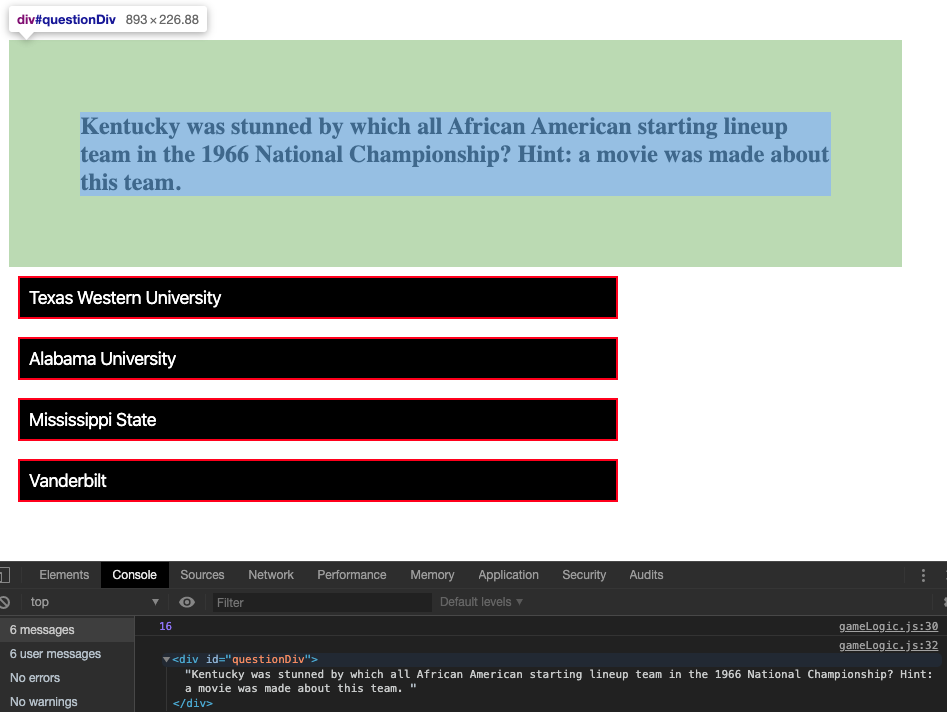 div#questionDiv 893 × 226.88
Kentucky was stunned by which all African American starting lineup
team in the 1966 National Championship? Hint: a movie was made about
this team.
Texas Western University
Alabama University
Mississippi State
Vanderbilt
Elements Console Sources Network Performance Memory Application Security Audits
top Filter Default levels
6 messages
16 gameLogic.js:30
gameLogic.js:32
6 user messages
<div id="questionDiv">
No errors
"Kentucky was stunned by which all African American starting lineup team in the 1966 National Championship? Hint:
a movie was made about this team. "
No warnings
</div>